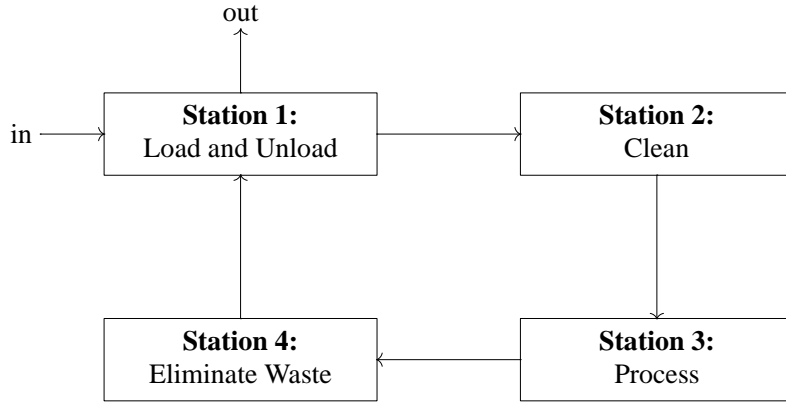 out
in
Station 1:
Load and Unload
Station 2:
Clean
Station 4:
Eliminate Waste
Station 3:
Process